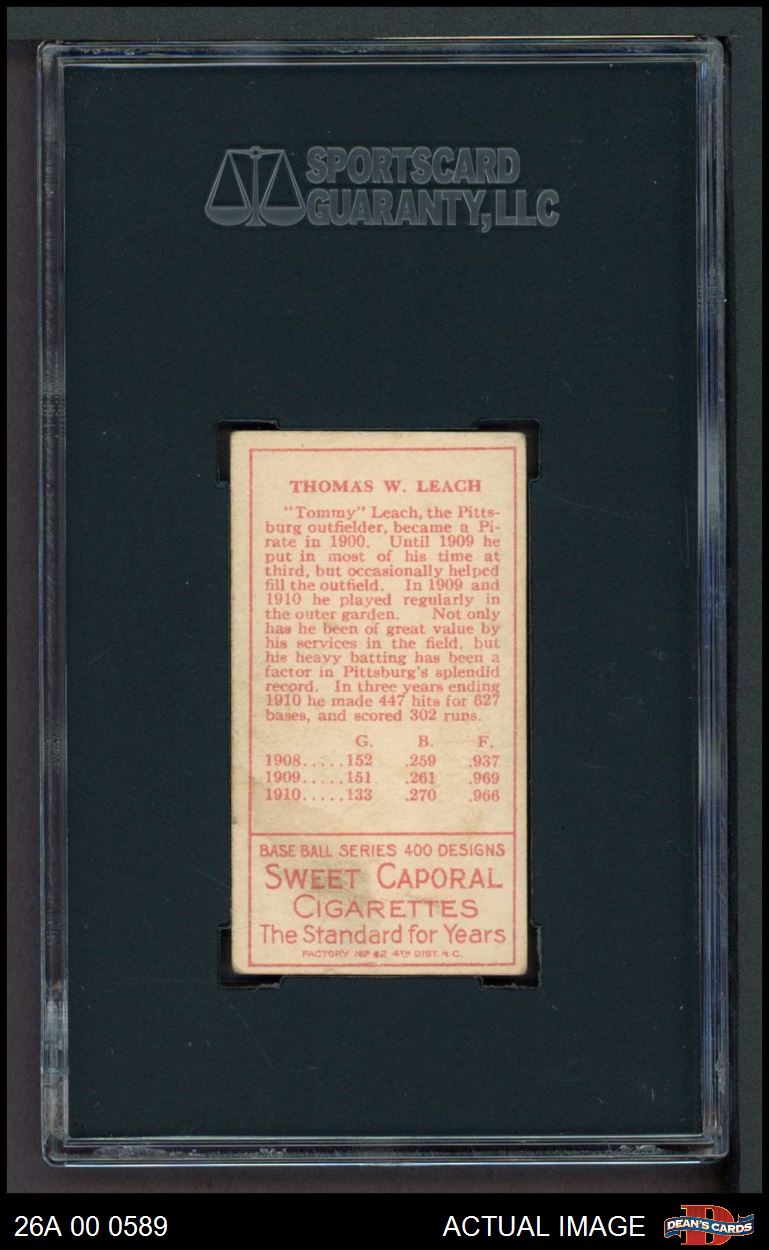 SPORTSCARD
GUARANTY, LLC
THOMAS W. LEACH
"Tommy" Leach, the Pitts-
burg outfielder, became a Pi-
rate in 1900. Until 1909 he
put in most of his time at
third, but occasionally helped
fill the outfield. In 1909 and
1910 he played regularly in
the outer garden. Not only
has he been of great value by
his services in the field, but
his heavy batting has been a
factor in Pittsburg's splendid
record. In three years ending
1910 he made 447 hits for 627
bases, and scored 302 runs.
G. B. F.
1908.....152 .259 .937
1909.....151 .261 .969
1910.....133 .270 .966
BASE BALL SERIES 400 DESIGNS
SWEET CAPORAL
CIGARETTES
The Standard for Years
FACTORY Nº 42 4TH DIST. N.C.
26A 00 0589
ACTUAL IMAGE
DEAN'S CARDS